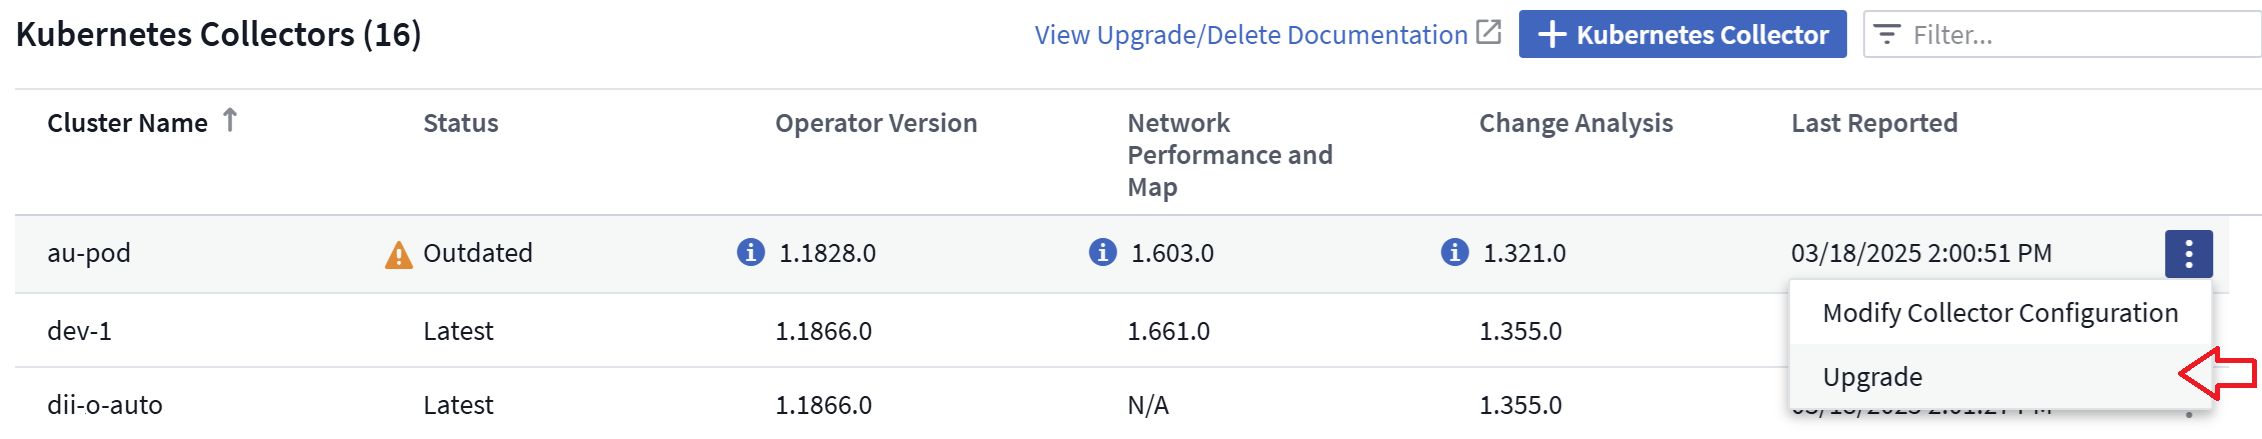 Kubernetes Collectors (16)
View Upgrade/Delete Documentation
Kubernetes Collector
Filter...
Cluster Name
Status
Operator Version
Network
Performance and
Map
Change Analysis
Last Reported
au-pod
Outdated
1.1828.0
1.603.0
1.321.0
03/18/2025 2:00:51 PM
Modify Collector Configuration
Upgrade
dev-1
Latest
1.1866.0
1.661.0
1.355.0
dii-o-auto
Latest
1.1866.0
N/A
1.355.0